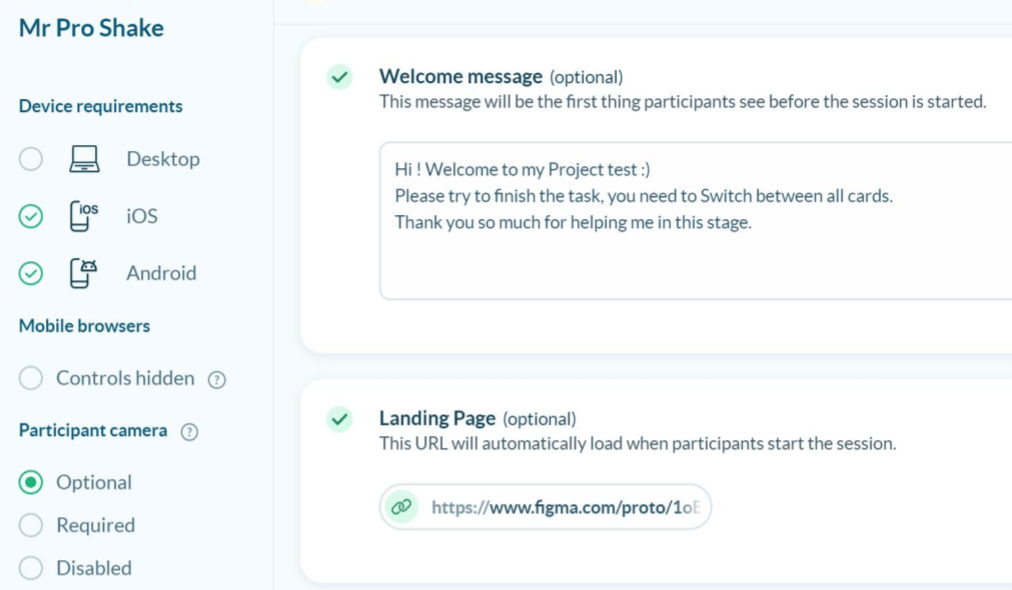 Mr Pro Shake
Device requirements
Desktop
iOS
iOS
Android
Mobile browsers
Controls hidden ?
Participant camera ?
Optional
Required
Disabled
Welcome message (optional)
This message will be the first thing participants see before the session is started.
Hi ! Welcome to my Project test :)
Please try to finish the task, you need to Switch between all cards.
Thank you so much for helping me in this stage.
Landing Page (optional)
This URL will automatically load when participants start the session.
https://www.figma.com/proto/1oE